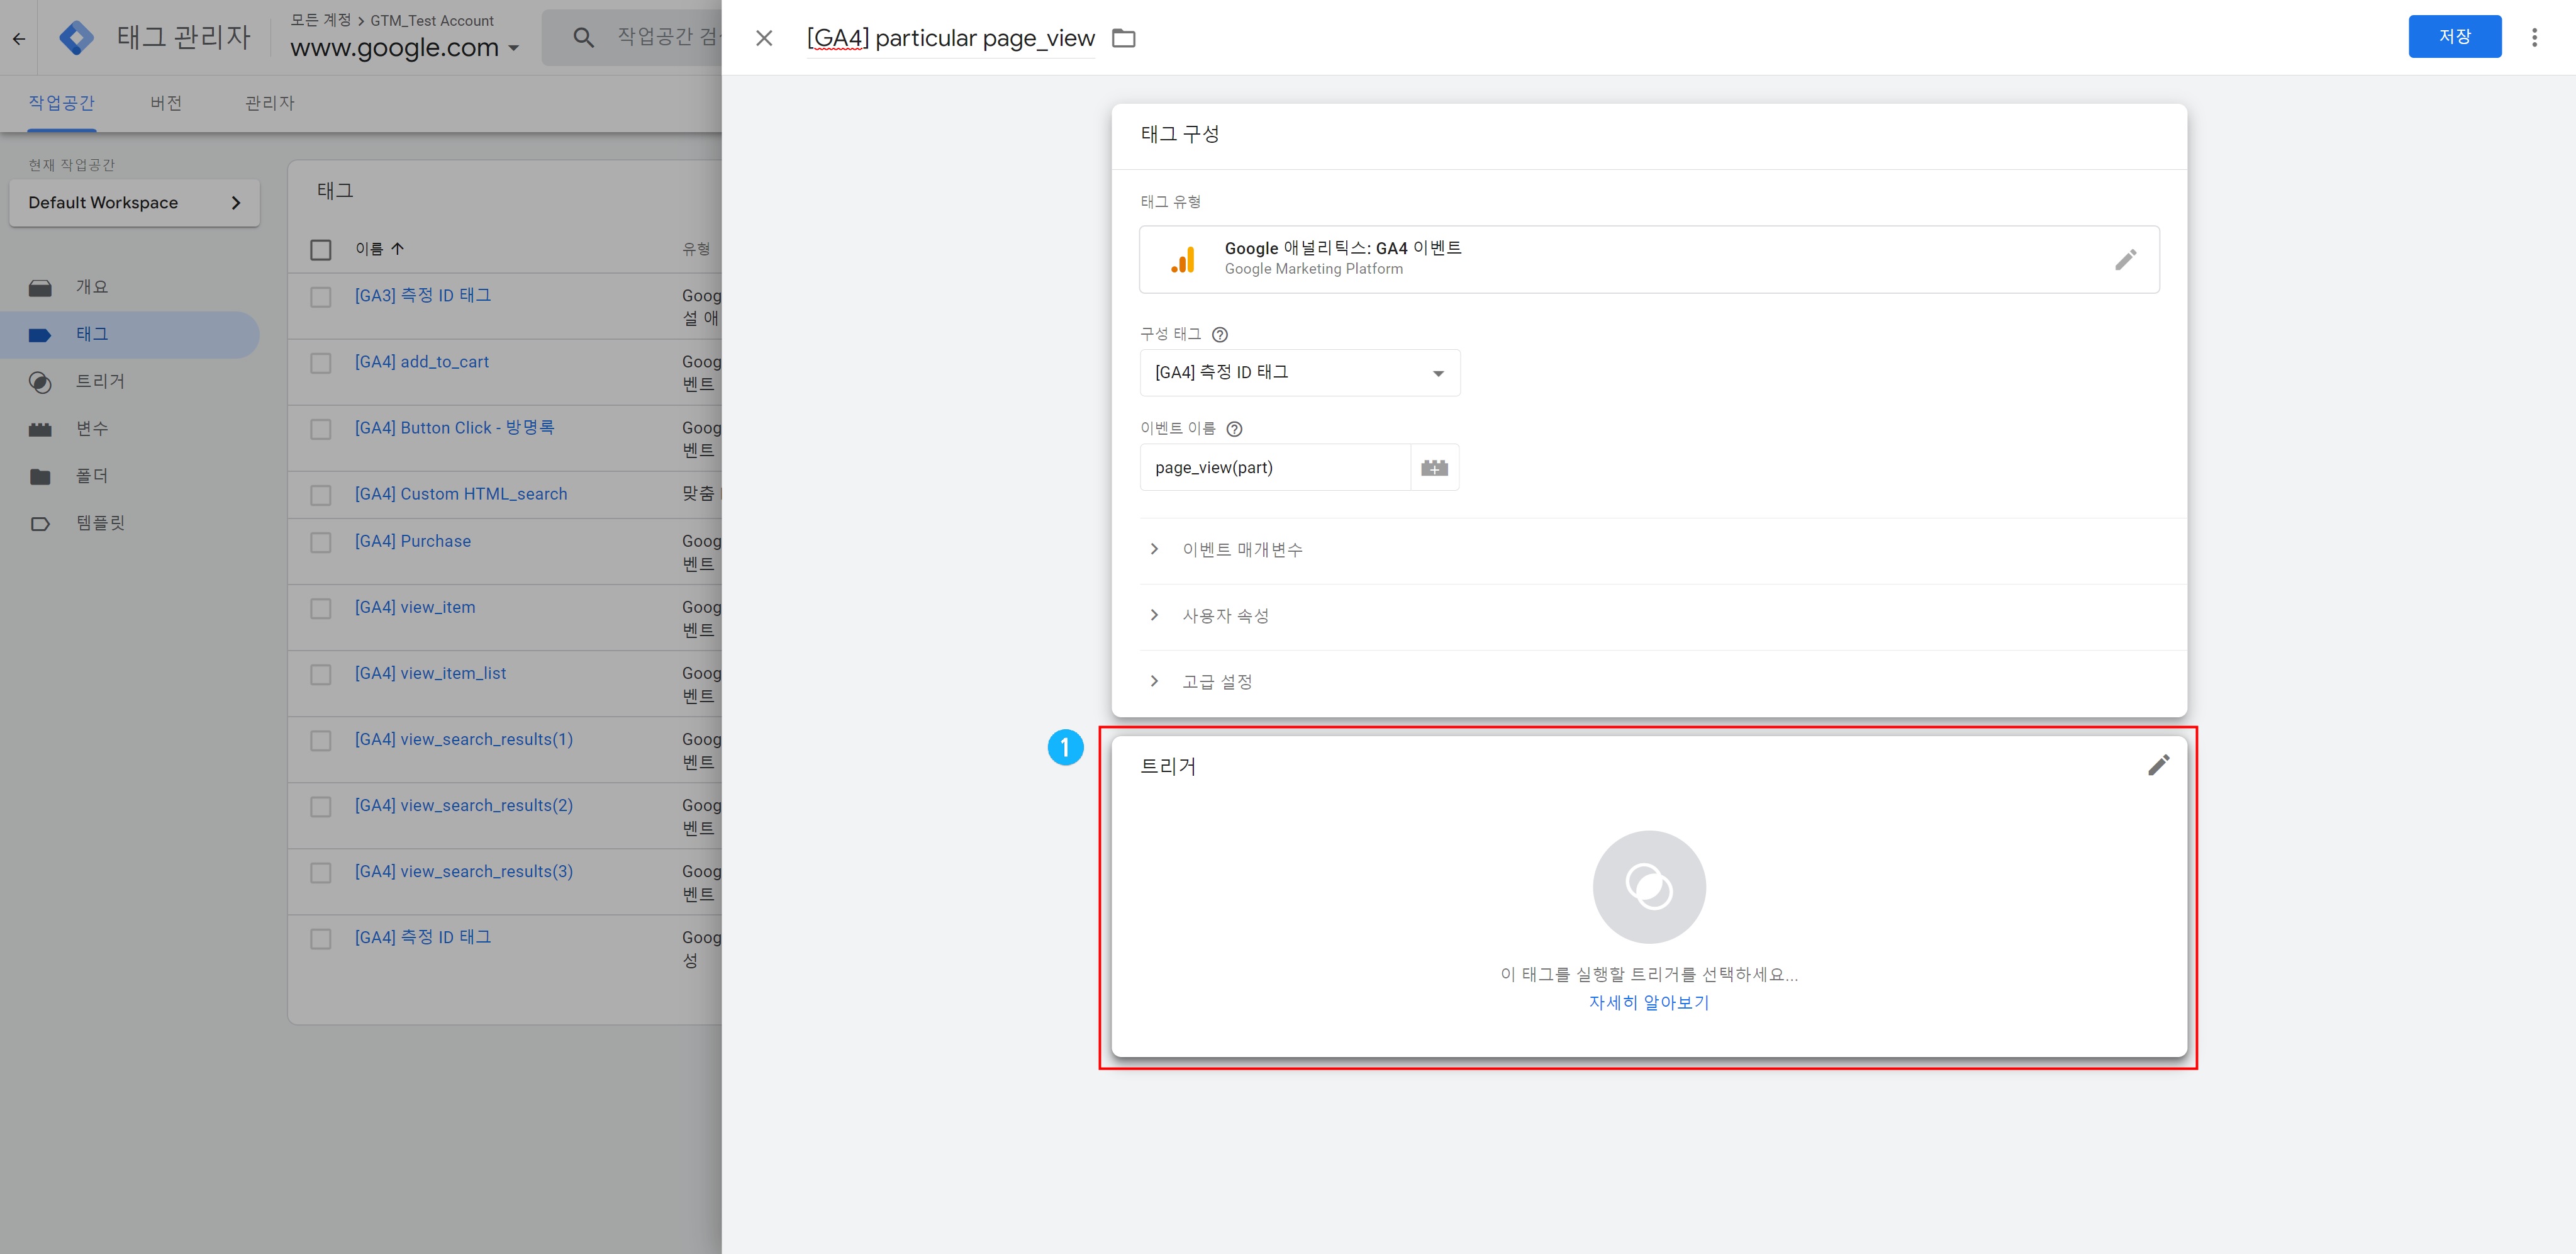 태그 관리자
모든 계정 > GTM_Test Account
www.google.com
작업공간 검
[GA4] particular page_view
저장
작업공간
버전
관리자
현재 작업공간
Default Workspace
개요
태그
트리거
변수
폴더
템플릿
태그
이름
유형
[GA3] 측정 ID 태그
Goog
설 애
[GA4] add_to_cart
Goog
벤트
[GA4] Button Click - 방명록
Goog
벤트
[GA4] Custom HTML_search
맞춤
[GA4] Purchase
Goog
벤트
[GA4] view_item
Goog
벤트
[GA4] view_item_list
Goog
벤트
[GA4] view_search_results(1)
Goog
벤트
[GA4] view_search_results(2)
Goog
벤트
[GA4] view_search_results(3)
Goog
벤트
[GA4] 측정 ID 태그
Goog
성
태그 구성
태그 유형
Google 애널리틱스: GA4 이벤트
Google Marketing Platform
구성 태그
[GA4] 측정 ID 태그
이벤트 이름
page_view(part)
이벤트 매개변수
사용자 속성
고급 설정
1
트리거
이 태그를 실행할 트리거를 선택하세요...
자세히 알아보기